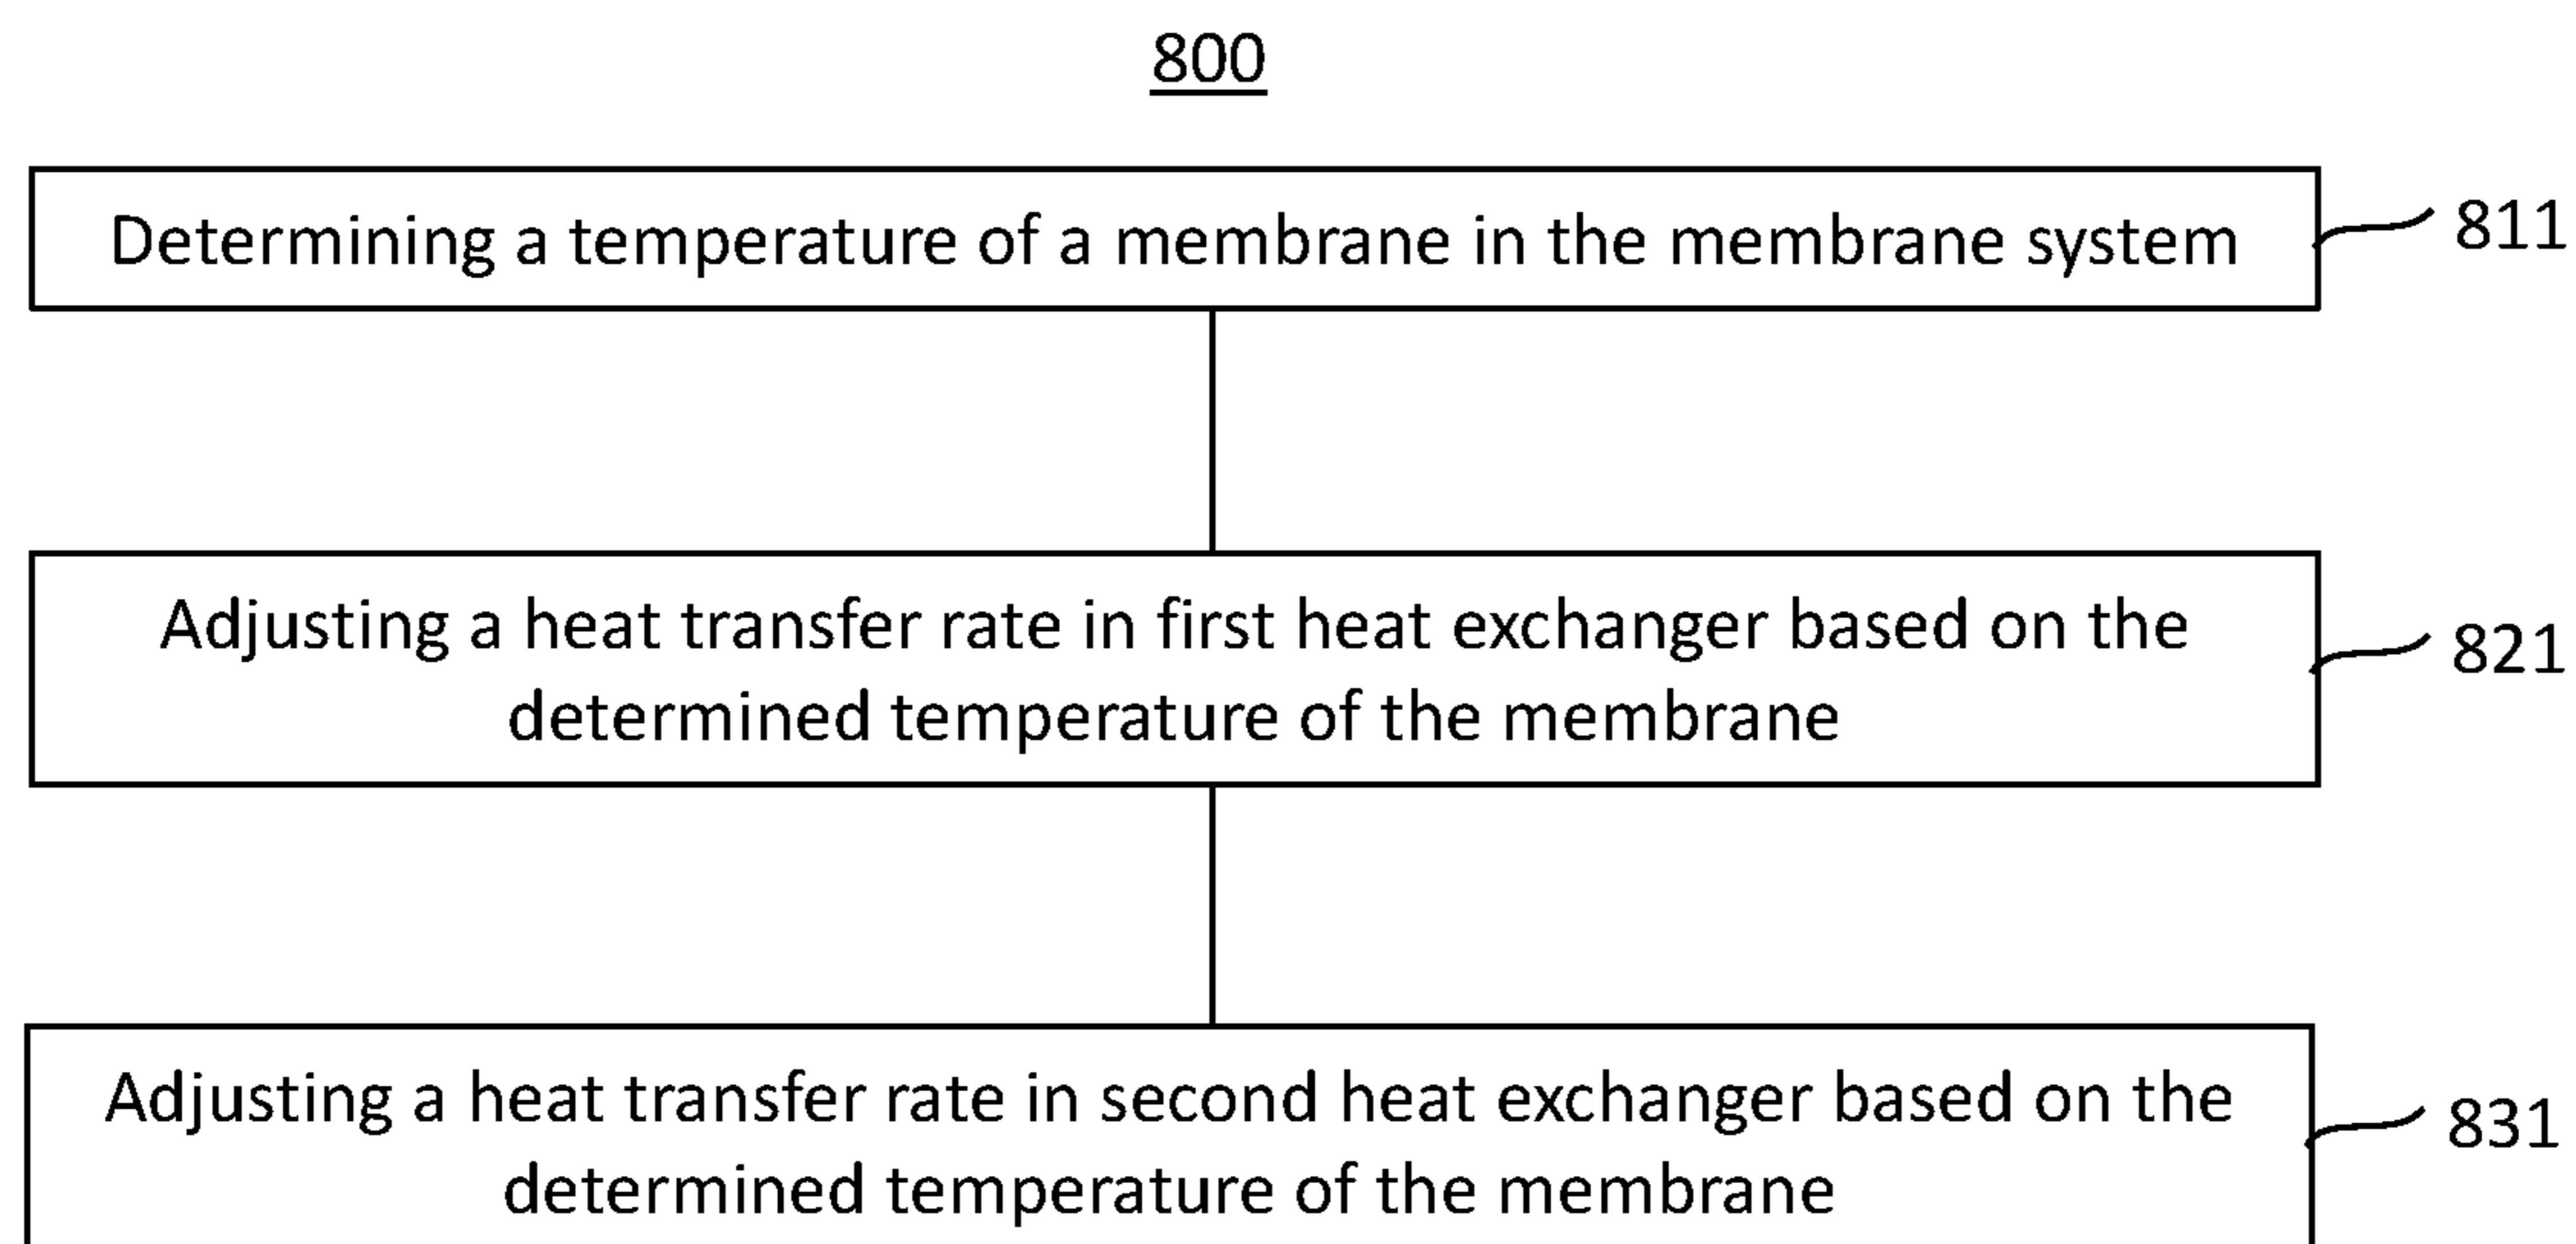 800
Determining a temperature of a membrane in the membrane system
811
Adjusting a heat transfer rate in first heat exchanger based on the
determined temperature of the membrane
821
Adjusting a heat transfer rate in second heat exchanger based on the
determined temperature of the membrane
831